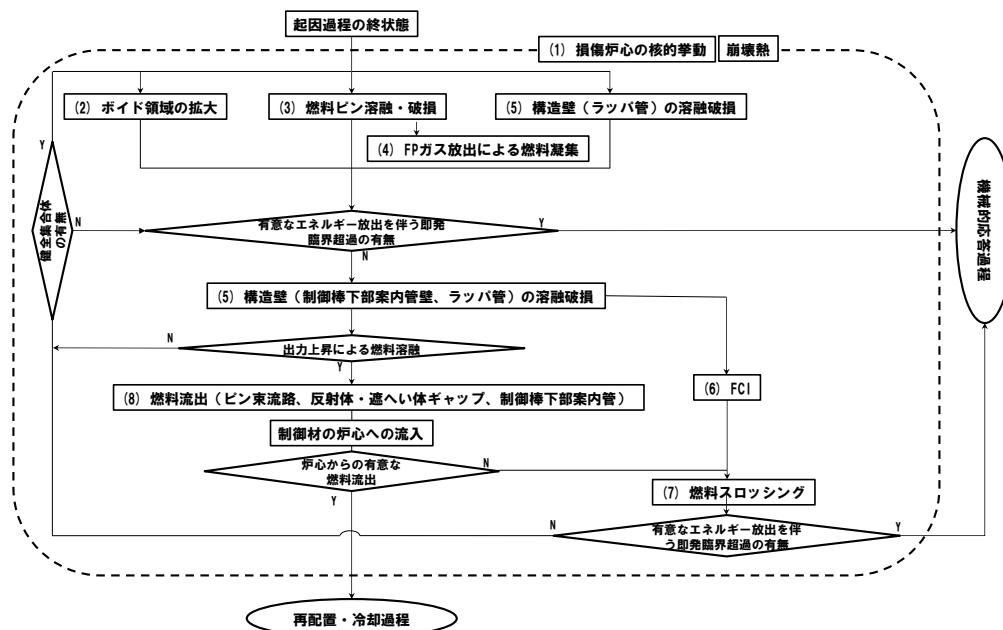 起因過程の終状態
(1) 損傷炉心の核的挙動
崩壊熱
(2) ボイド領域の拡大
(3) 燃料ピン溶融・破損
(5) 構造壁（ラッパ管）の溶融破損
(4) FPガス放出による燃料凝集
Y
健全集合体
の有無
N
有意なエネルギー放出を伴う即発
臨界超過の有無
Y
N
機械的応答過程
(5) 構造壁（制御棒下部案内管壁、ラッパ管）の溶融破損
N
出力上昇による燃料溶融
Y
(6) FCI
(8) 燃料流出（ピン束流路、反射体・遮へい体ギャップ、制御棒下部案内管）
制御材の炉心への流入
炉心からの有意な
燃料流出
N
Y
(7) 燃料スロッシング
N
有意なエネルギー放出を伴
う即発臨界超過の有無
Y
再配置・冷却過程